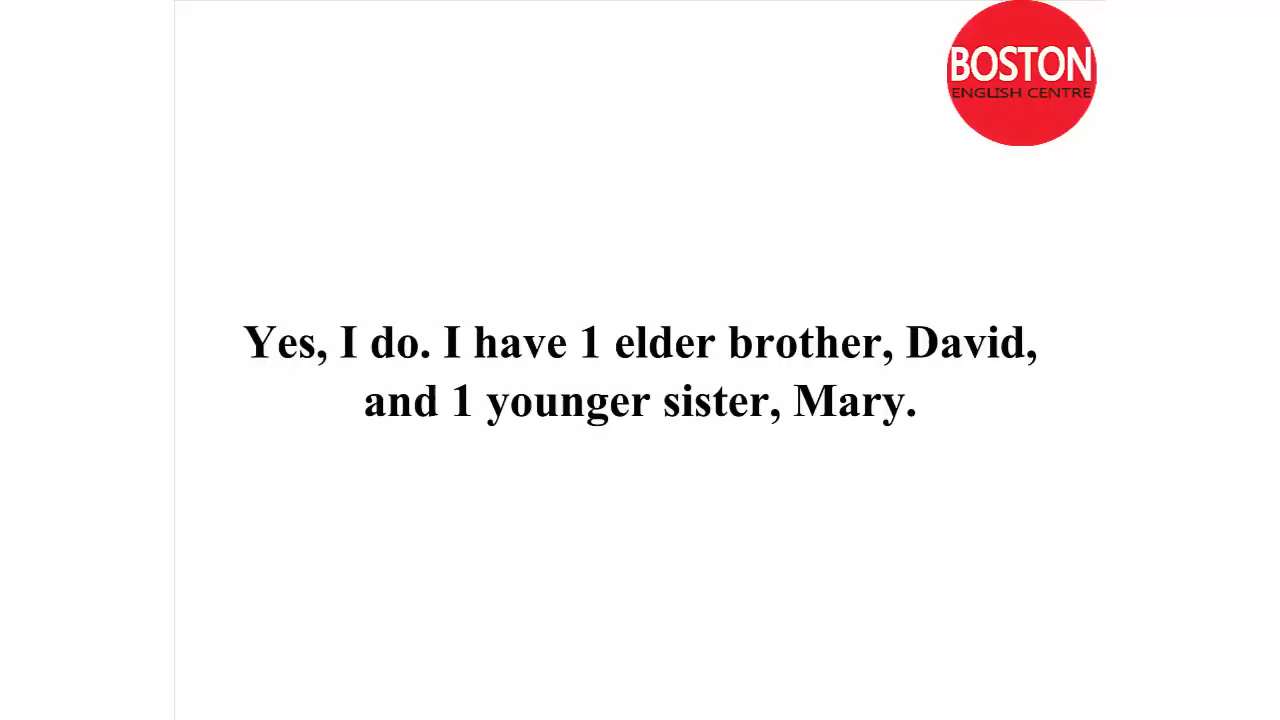 BOSTON
ENGLISH CENTRE
Yes, I do. I have 1 elder brother, David,
and 1 younger sister, Mary.